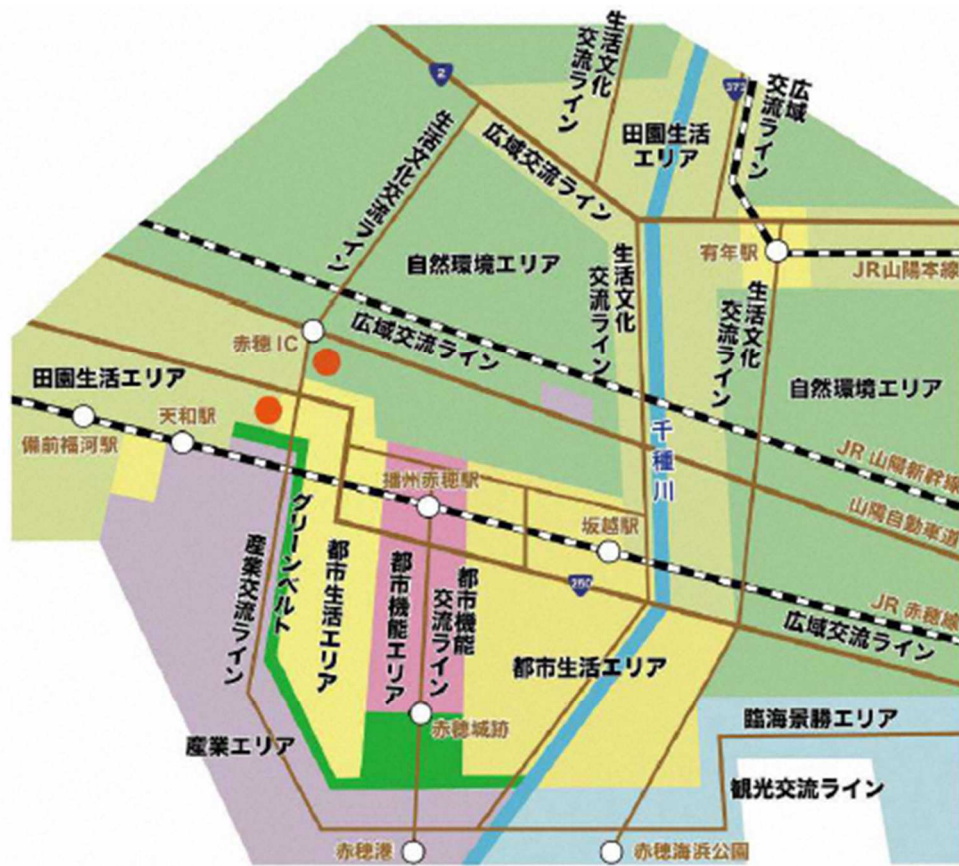 生活文化
交流ライン
2
373
広域
交流ライン
生活文化交流ライン
広域交流ライン
田園生活
エリア
自然環境エリア
生活文化
交流ライン
有年駅
JR山陽本線
生活文化
交流ライン
赤穂IC
広域交流ライン
田園生活エリア
天和駅
備前福河駅
自然環境エリア
千種川
JR山陽新幹線
山陽自動車道
播州赤穂駅
坂越駅
グリーンベルト
産業交流ライン
都市生活エリア
都市機能エリア
都市機能
交流ライン
250
JR赤穂線
広域交流ライン
都市生活エリア
産業エリア
赤穂城跡
臨海景勝エリア
観光交流ライン
赤穂港
赤穂海浜公園